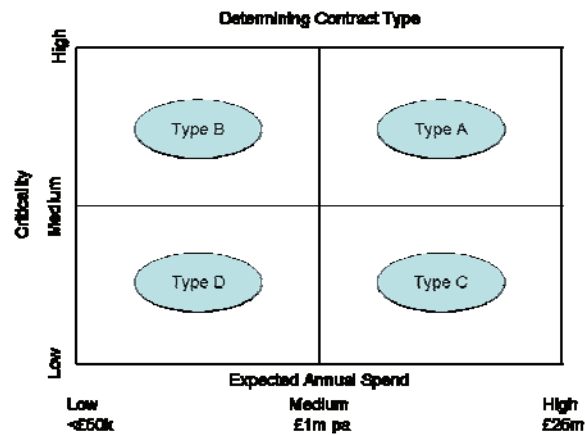 Determining Contract Type
High
Type B
Type A
Criticality
Medium
Type D
Type C
Low
Expected Annual Spend
Low
Medium
High
<£50k
£1m pa
£25m